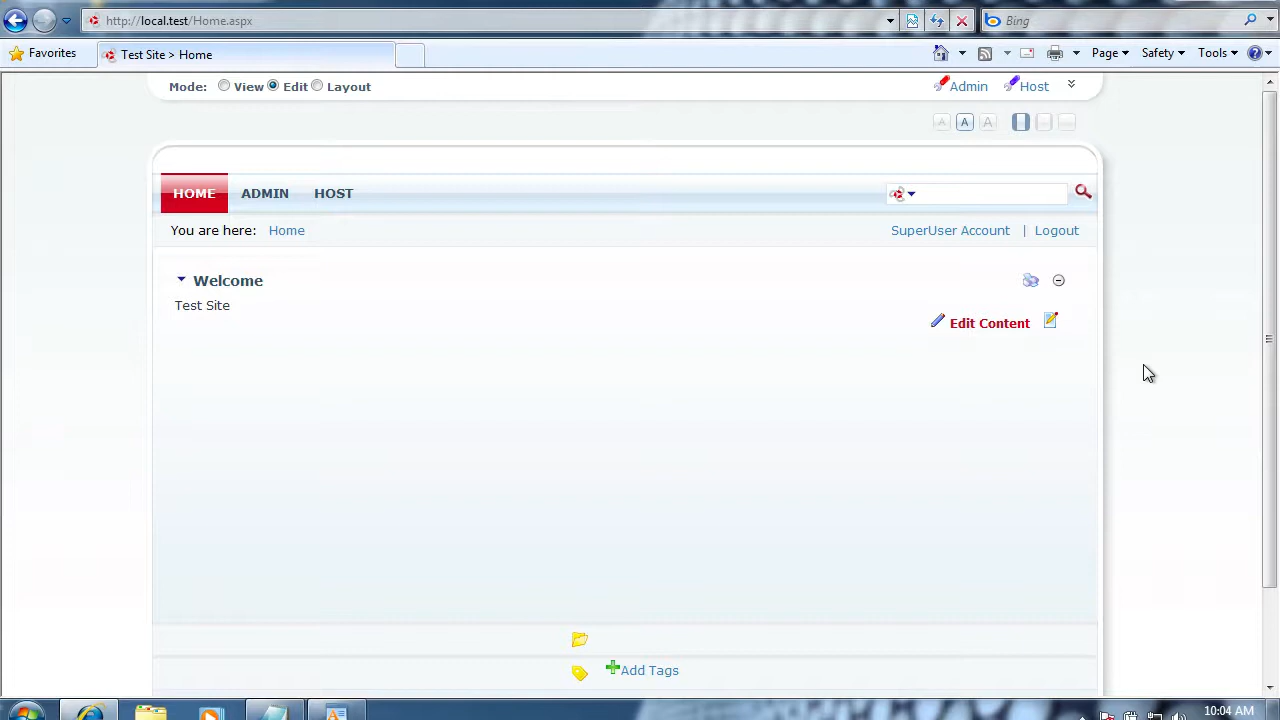 http://local.test/Home.aspx
Bing
Favorites
Test Site > Home
Page
Safety
Tools
Mode: View Edit Layout
Admin
Host
A A A
HOME ADMIN HOST
You are here: Home
SuperUser Account | Logout
Welcome
Test Site
Edit Content
Add Tags
10:04 AM